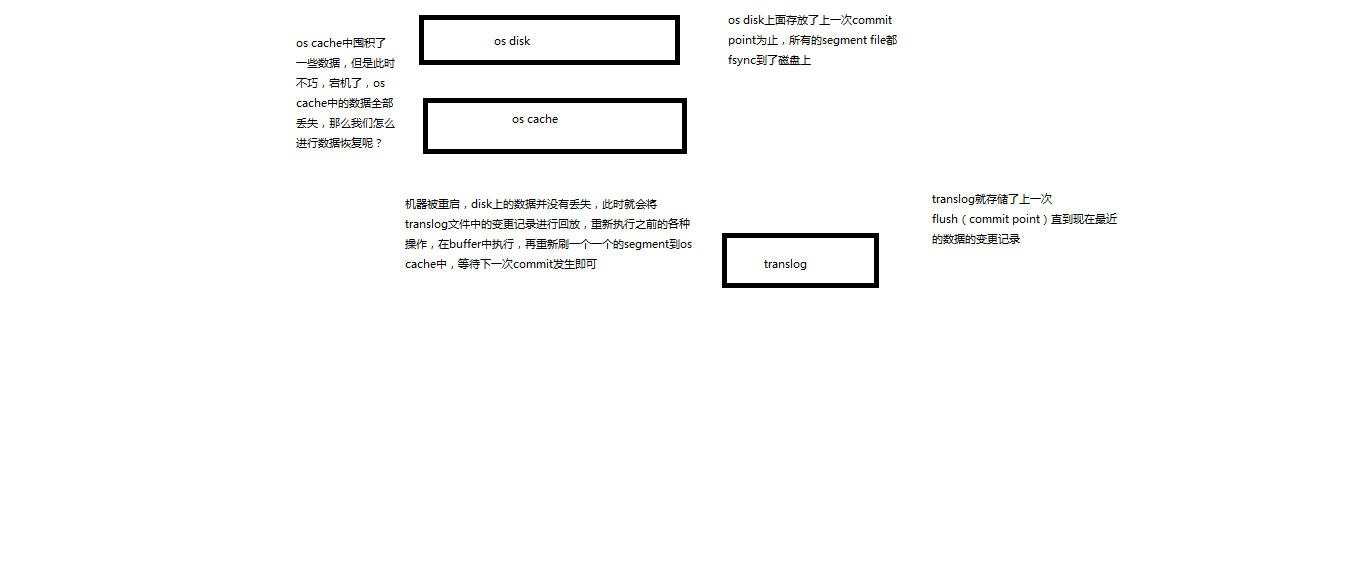 os cache中囤积了
一些数据，但是此时
不巧，宕机了，os
cache中的数据全部
丢失，那么我们怎么
进行数据恢复呢？
os disk
os disk上面存放了上一次commit
point为止，所有的segment file都
fsync到了磁盘上
os cache
机器被重启，disk上的数据并没有丢失，此时就会将
translog文件中的变更记录进行回放，重新执行之前的各种
操作，在buffer中执行，再重新刷一个一个的segment到os
cache中，等待下一次commit发生即可
translog
translog就存储了上一次
flush（commit point）直到现在最近
的数据的变更记录